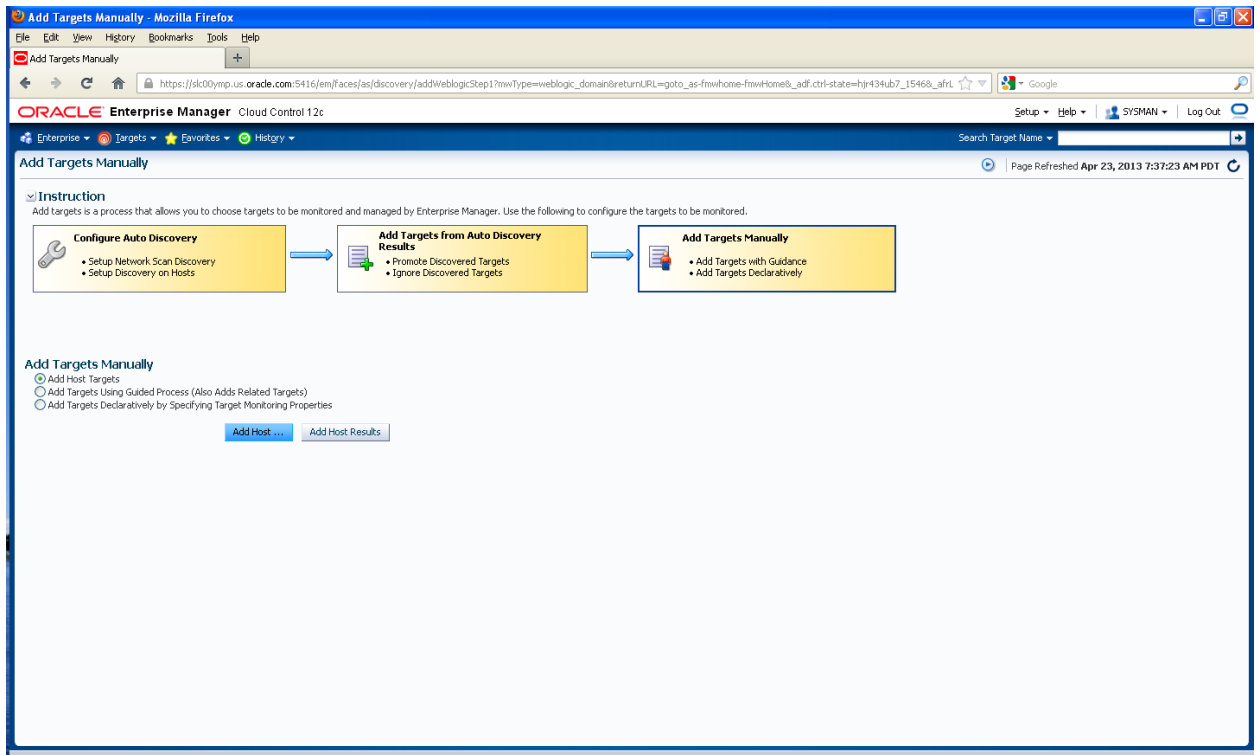 Add Targets Manually - Mozilla Firefox
File Edit View History Bookmarks Tools Help
Add Targets Manually
https://slc00ymp.us.oracle.com:5416/em/faces/as/discovery/addWeblogicStep1?mwType=weblogic_domain&returnURL=goto_as-fmwhome-fmwHome&_adf.ctrl-state=hjr434ub7_1546&_afrL
Google
ORACLE Enterprise Manager Cloud Control 12c
Setup Help SYSMAN Log Out
Enterprise Targets Favorites History
Search Target Name
Add Targets Manually
Page Refreshed Apr 23, 2013 7:37:23 AM PDT
Instruction
Add targets is a process that allows you to choose targets to be monitored and managed by Enterprise Manager. Use the following to configure the targets to be monitored.
Configure Auto Discovery
• Setup Network Scan Discovery
• Setup Discovery on Hosts
Add Targets from Auto Discovery
Results
• Promote Discovered Targets
• Ignore Discovered Targets
Add Targets Manually
• Add Targets with Guidance
• Add Targets Declaratively
Add Targets Manually
Add Host Targets
Add Targets Using Guided Process (Also Adds Related Targets)
Add Targets Declaratively by Specifying Target Monitoring Properties
Add Host ... Add Host Results